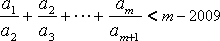 a₁/a₂ + a₂/a₃ + ··· + aₘ/aₘ₊₁ < m − 2009